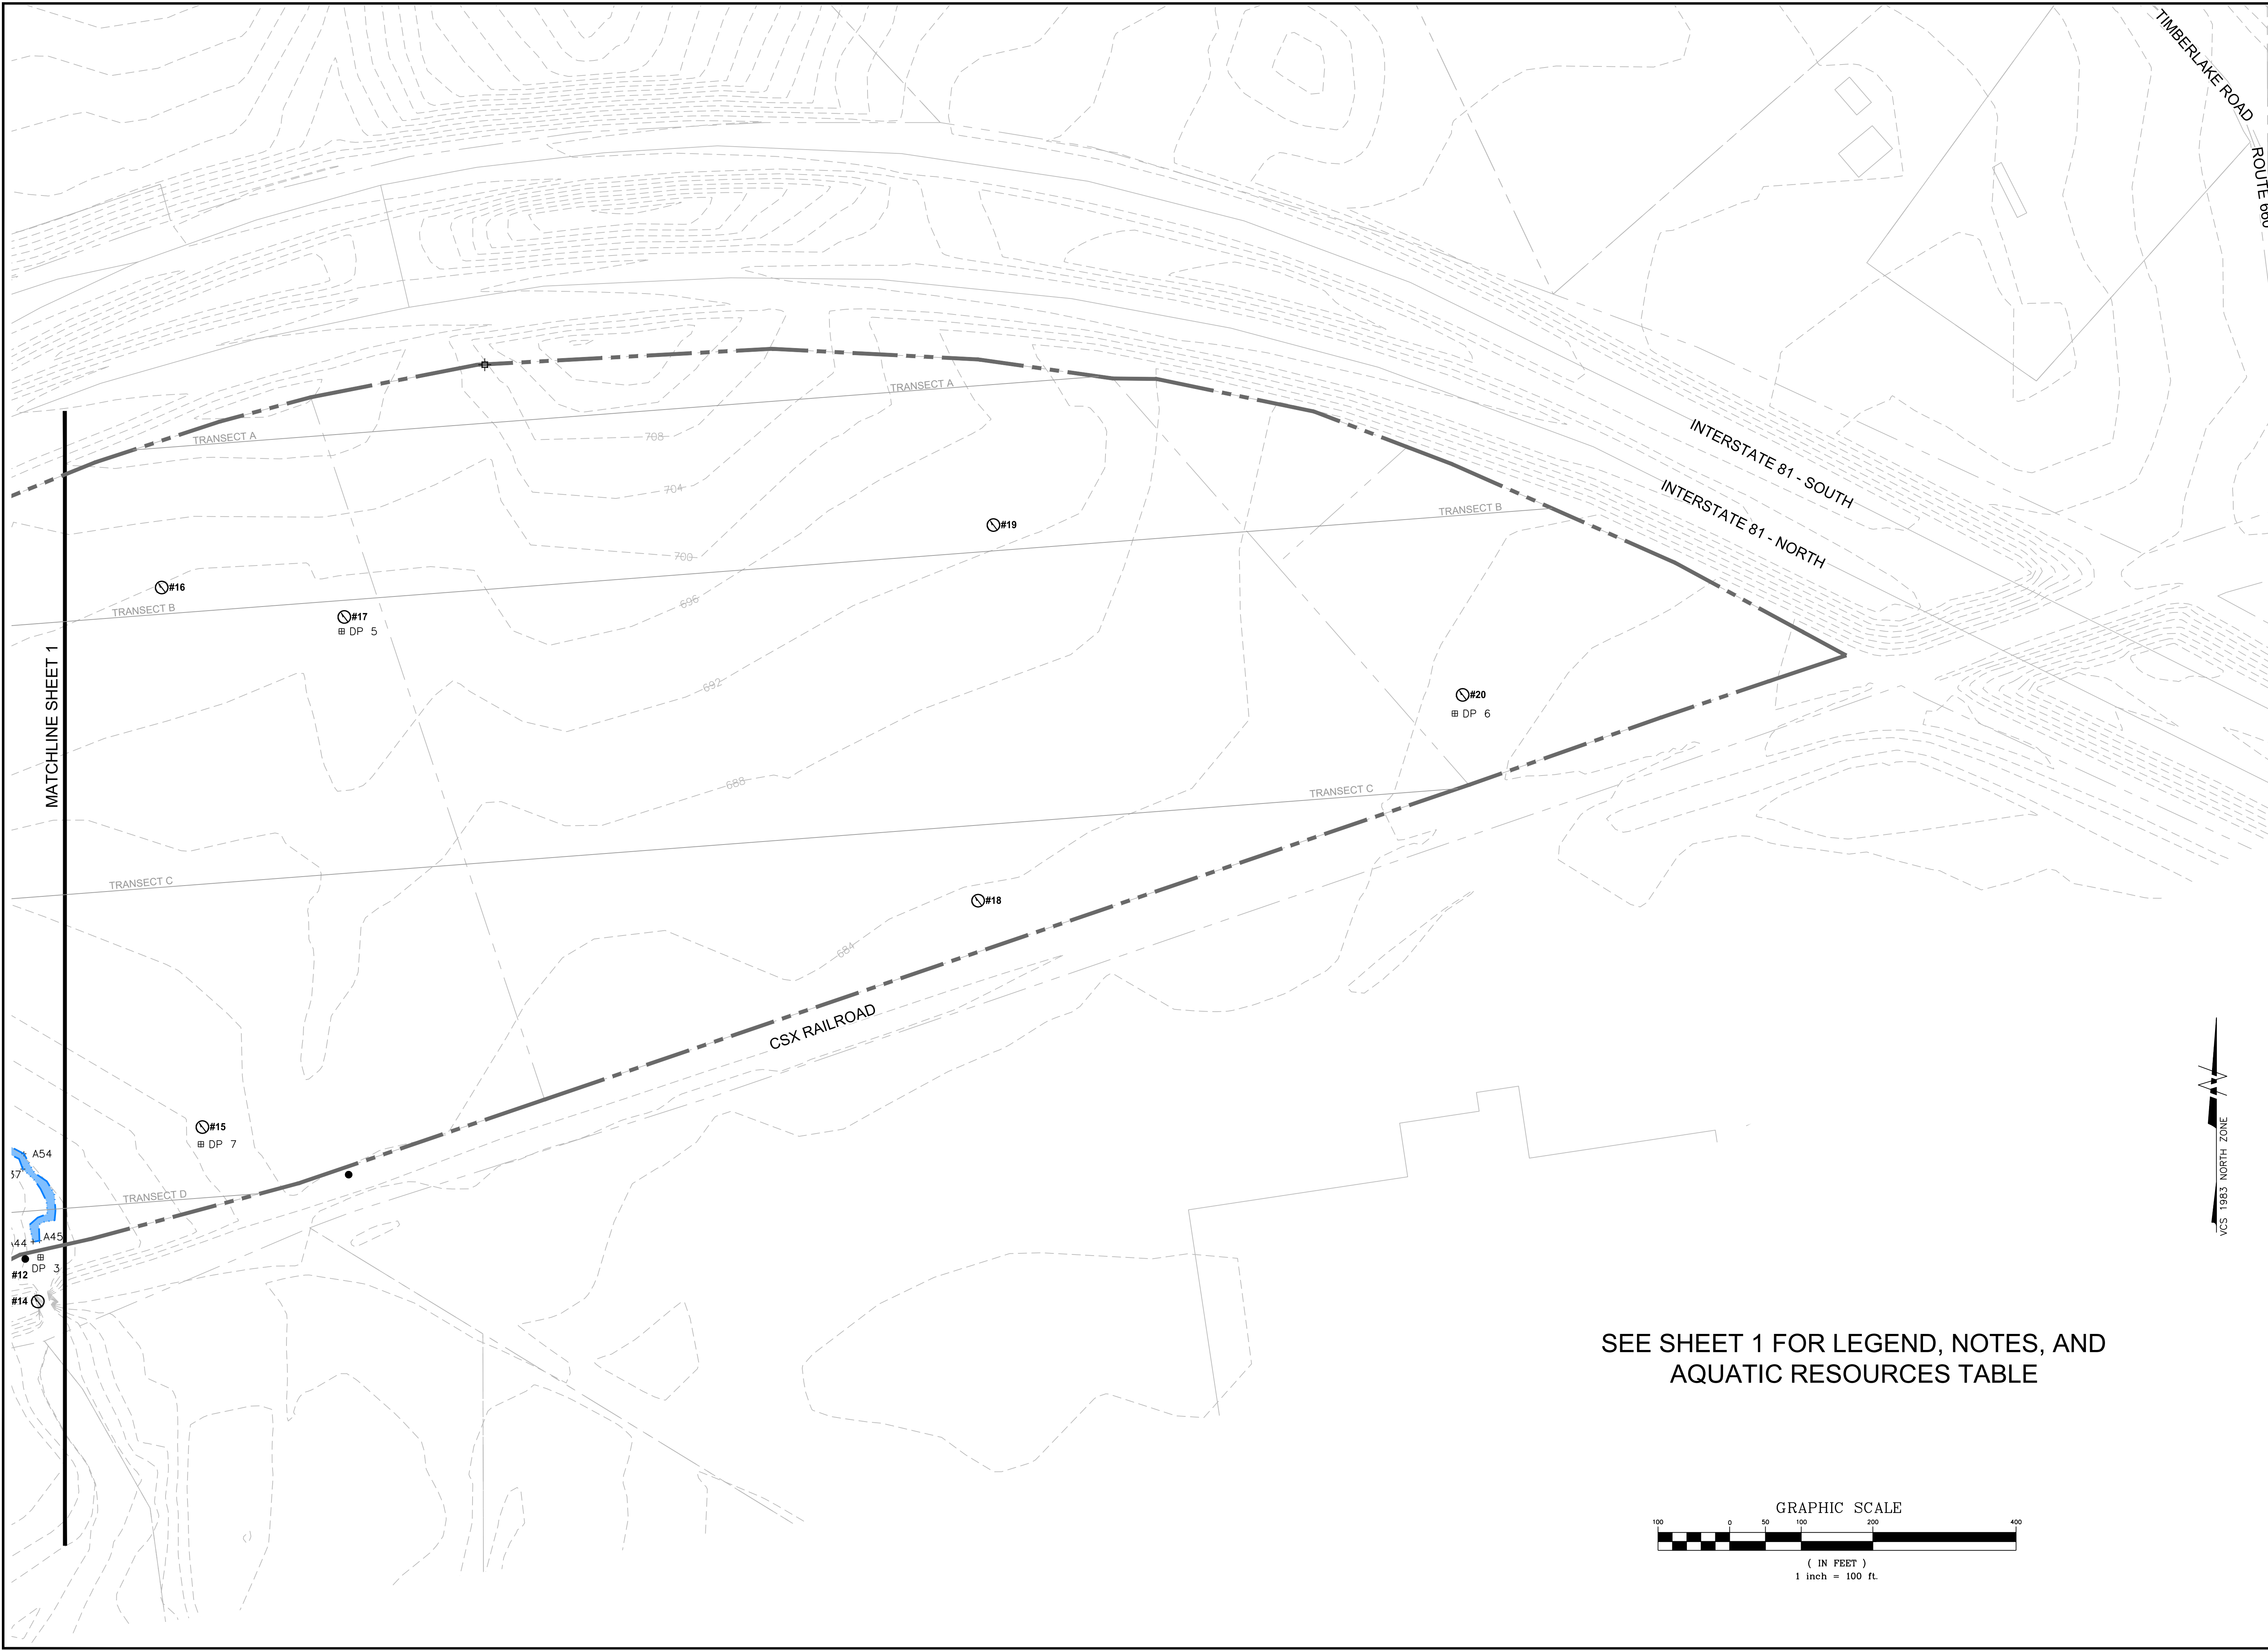 TIMBERLAKE ROAD
ROUTE 660
TRANSECT A
TRANSECT A
708
704
INTERSTATE 81 - SOUTH
INTERSTATE 81 - NORTH
TRANSECT B
#19
700
#16
696
TRANSECT B
#17
DP 5
MATCHLINE SHEET 1
692
#20
DP 6
688
TRANSECT C
TRANSECT C
#18
684
CSX RAILROAD
#15
DP 7
A54
TRANSECT D
A45
DP 3
#12
#14
N
VCS 1983 NORTH ZONE
SEE SHEET 1 FOR LEGEND, NOTES, AND
AQUATIC RESOURCES TABLE
GRAPHIC SCALE
100 0 50 100 200 400
( IN FEET )
1 inch = 100 ft.